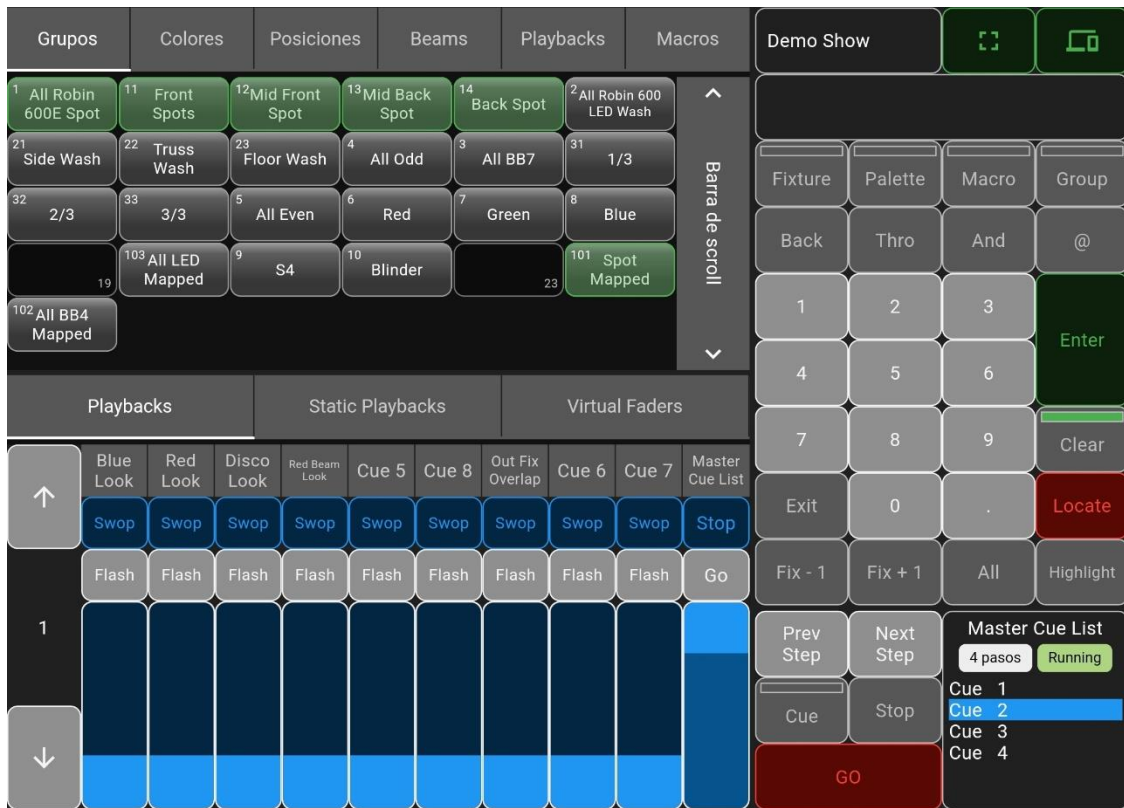 Grupos Colores Posiciones Beams Playbacks Macros
1 All Robin
600E Spot
11 Front
Spots
12 Mid Front
Spot
13 Mid Back
Spot
14 Back Spot
2 All Robin 600
LED Wash
21 Side Wash
22 Truss
Wash
23 Floor Wash
4 All Odd
3 All BB7
31 1/3
32 2/3
33 3/3
5 All Even
6 Red
7 Green
8 Blue
19
103 All LED
Mapped
9 S4
10 Blinder
23
101 Spot
Mapped
102 All BB4
Mapped
Barra de scroll
Playbacks Static Playbacks Virtual Faders
Blue
Look
Red
Look
Disco
Look
Red Beam
Look
Cue 5
Cue 8
Out Fix
Overlap
Cue 6
Cue 7
Master
Cue List
Swop Swop Swop Swop Swop Swop Swop Swop Swop Stop
Flash Flash Flash Flash Flash Flash Flash Flash Flash Go
1
Demo Show
Fixture Palette Macro Group
Back Thro And @
1 2 3
Enter
4 5 6
7 8 9 Clear
Exit 0 . Locate
Fix - 1 Fix + 1 All Highlight
Prev
Step
Next
Step
Cue Stop
GO
Master Cue List
4 pasos Running
Cue 1
Cue 2
Cue 3
Cue 4